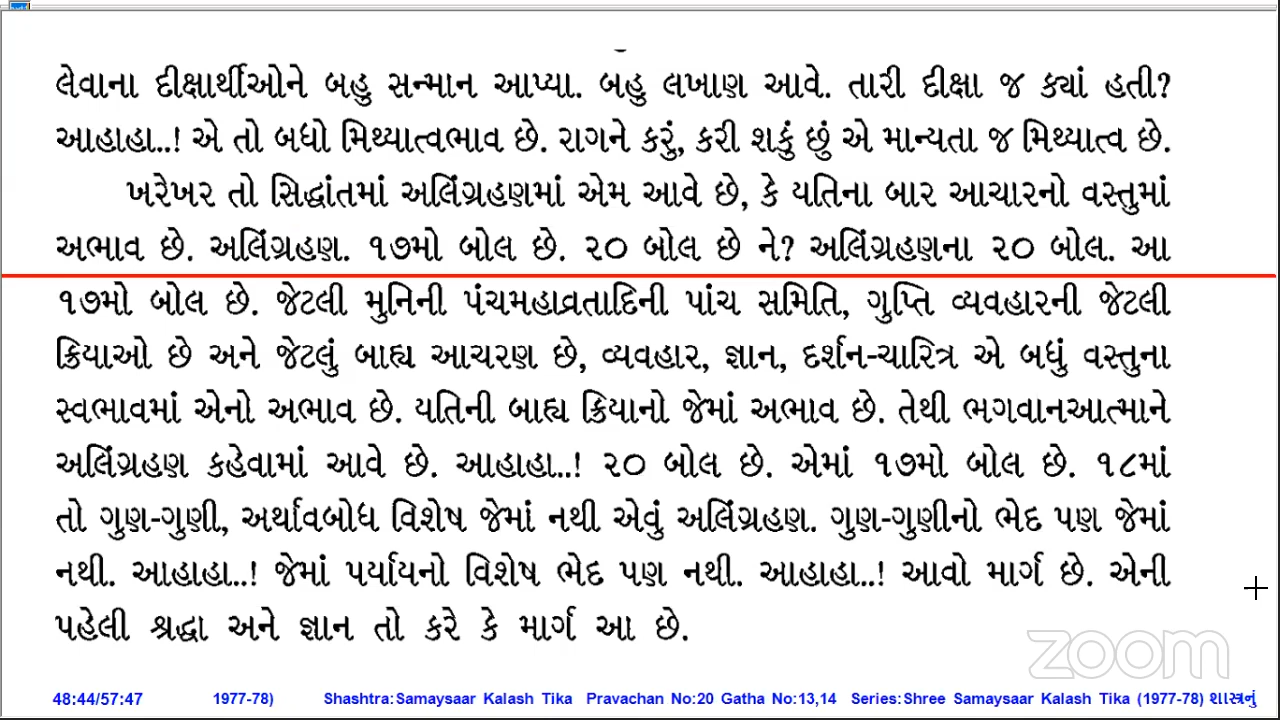 લેવાના દીક્ષાર્થીઓને બહુ સન્માન આપ્યા. બહુ લખાણ આવે. તારી દીક્ષા જ ક્યાં હતી?
આહાહા..! એ તો બધો મિથ્યાત્વભાવ છે. રાગને કરું, કરી શકું છું એ માન્યતા જ મિથ્યાત્વ છે.
ખરેખર તો સિદ્ધાંતમાં અલિંગ્રહણમાં એમ આવે છે, કે યતિના બાર આચારનો વસ્તુમાં
અભાવ છે. અલિંગ્રહણ. ૧૭મો બોલ છે. ૨૦ બોલ છે ને? અલિંગ્રહણના ૨૦ બોલ. આ
૧૭મો બોલ છે. જેટલી મુનિની પંચમહાવ્રતાદિની પાંચ સમિતિ, ગુપ્તિ વ્યવહારની જેટલી
ક્રિયાઓ છે અને જેટલું બાહ્ય આચરણ છે, વ્યવહાર, જ્ઞાન, દર્શન-ચારિત્ર એ બધું વસ્તુના
સ્વભાવમાં એનો અભાવ છે. યતિની બાહ્ય ક્રિયાનો જેમાં અભાવ છે. તેથી ભગવાનઆત્માને
અલિંગ્રહણ કહેવામાં આવે છે. આહાહા..! ૨૦ બોલ છે. એમાં ૧૭મો બોલ છે. ૧૮માં
તો ગુણ-ગુણી, અર્થાવબોધ વિશેષ જેમાં નથી એવું અલિંગ્રહણ. ગુણ-ગુણીનો ભેદ પણ જેમાં
નથી. આહાહા..! જેમાં પર્યાયનો વિશેષ ભેદ પણ નથી. આહાહા..! આવો માર્ગ છે. એની
પહેલી શ્રદ્ધા અને જ્ઞાન તો કરે કે માર્ગ આ છે.
zoom
48:44/57:47 1977-78) Shashtra:Samaysaar Kalash Tika Pravachan No:20 Gatha No:13,14 Series:Shree Samaysaar Kalash Tika (1977-78) શાસ્ત્રનું